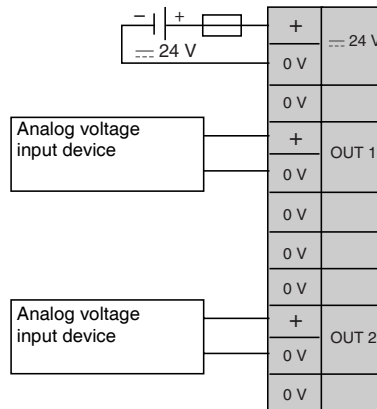 − + + ⎓ 24 V
⎓ 24 V
0 V
0 V
Analog voltage
input device
+ OUT 1
0 V
0 V
0 V
0 V
Analog voltage
input device
+ OUT 2
0 V
0 V